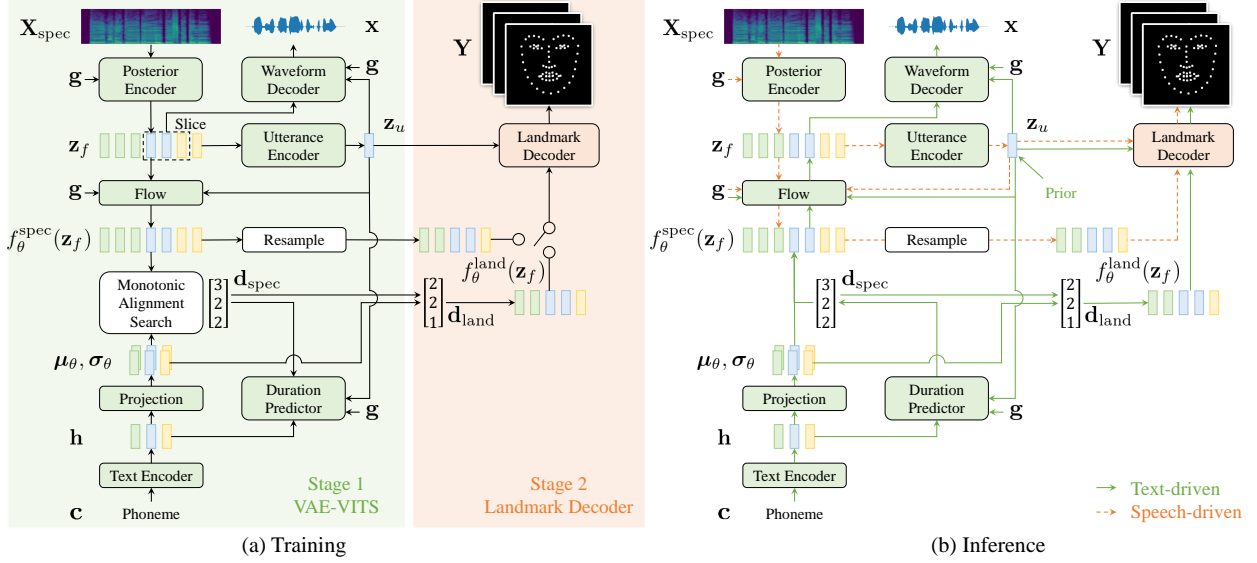 X_spec
x
Y
g
Posterior
Encoder
Waveform
Decoder
g
Slice
z_f
Utterance
Encoder
z_u
Landmark
Decoder
g
Flow
f_θ^spec(z_f)
Resample
f_θ^land(z_f)
Monotonic
Alignment
Search
[3 2 2]
d_spec
[2 2 1]
d_land
μ_θ, σ_θ
Projection
Duration
Predictor
g
h
Text Encoder
c
Phoneme
Stage 1
VAE-VITS
Stage 2
Landmark Decoder
(a) Training
X_spec
x
Y
g
Posterior
Encoder
Waveform
Decoder
g
z_f
Utterance
Encoder
z_u
Landmark
Decoder
g
Flow
Prior
f_θ^spec(z_f)
Resample
f_θ^land(z_f)
[3 2 2]
d_spec
[2 2 1]
d_land
μ_θ, σ_θ
Projection
Duration
Predictor
g
h
Text Encoder
c
Phoneme
Text-driven
Speech-driven
(b) Inference